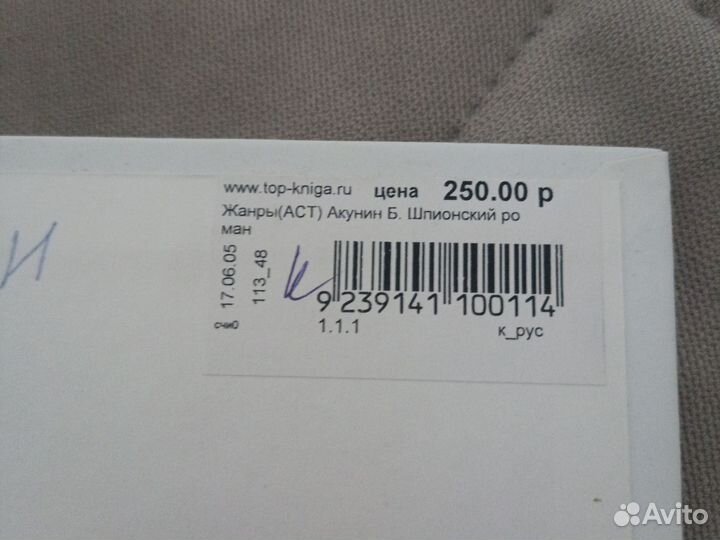 www.top-kniga.ru цена 250.00 р
Жанры(АСТ) Акунин Б. Шпионский ро
ман
17.06.05
113_48
счи0
9 239141 100114
1.1.1 к_рус
Avito